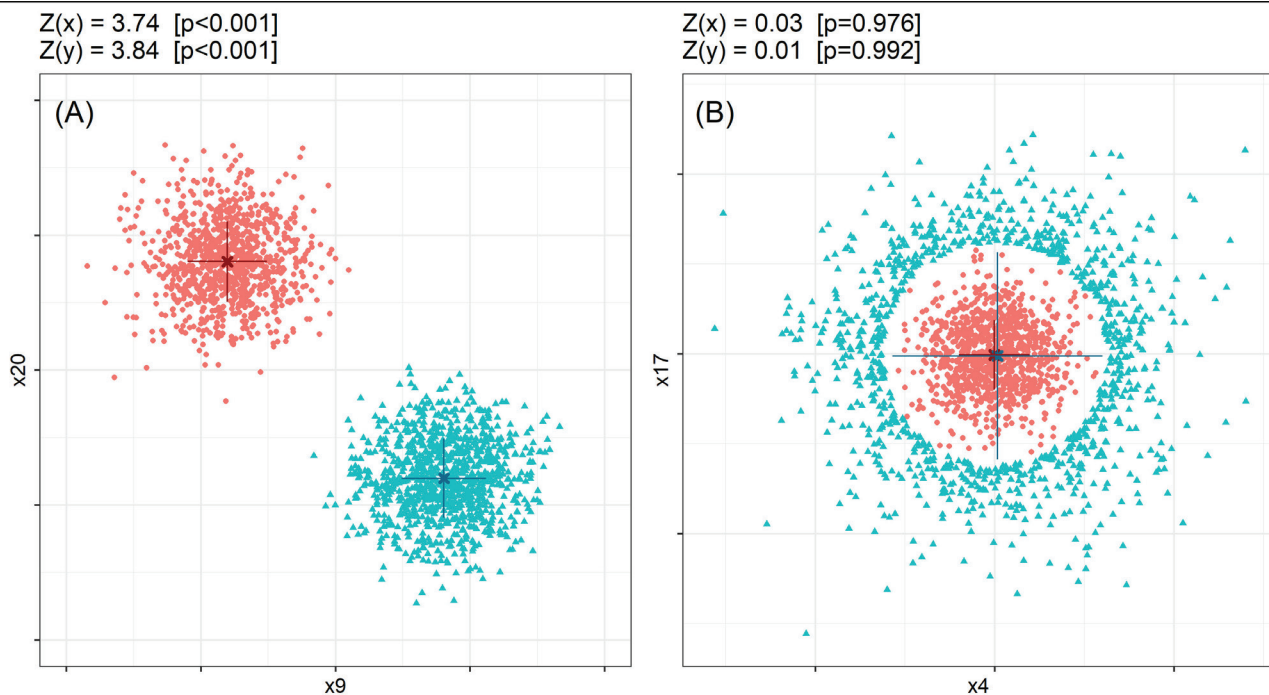 Z(x) = 3.74 [p<0.001]
Z(y) = 3.84 [p<0.001]
(A)
x20
x9
Z(x) = 0.03 [p=0.976]
Z(y) = 0.01 [p=0.992]
(B)
x17
x4